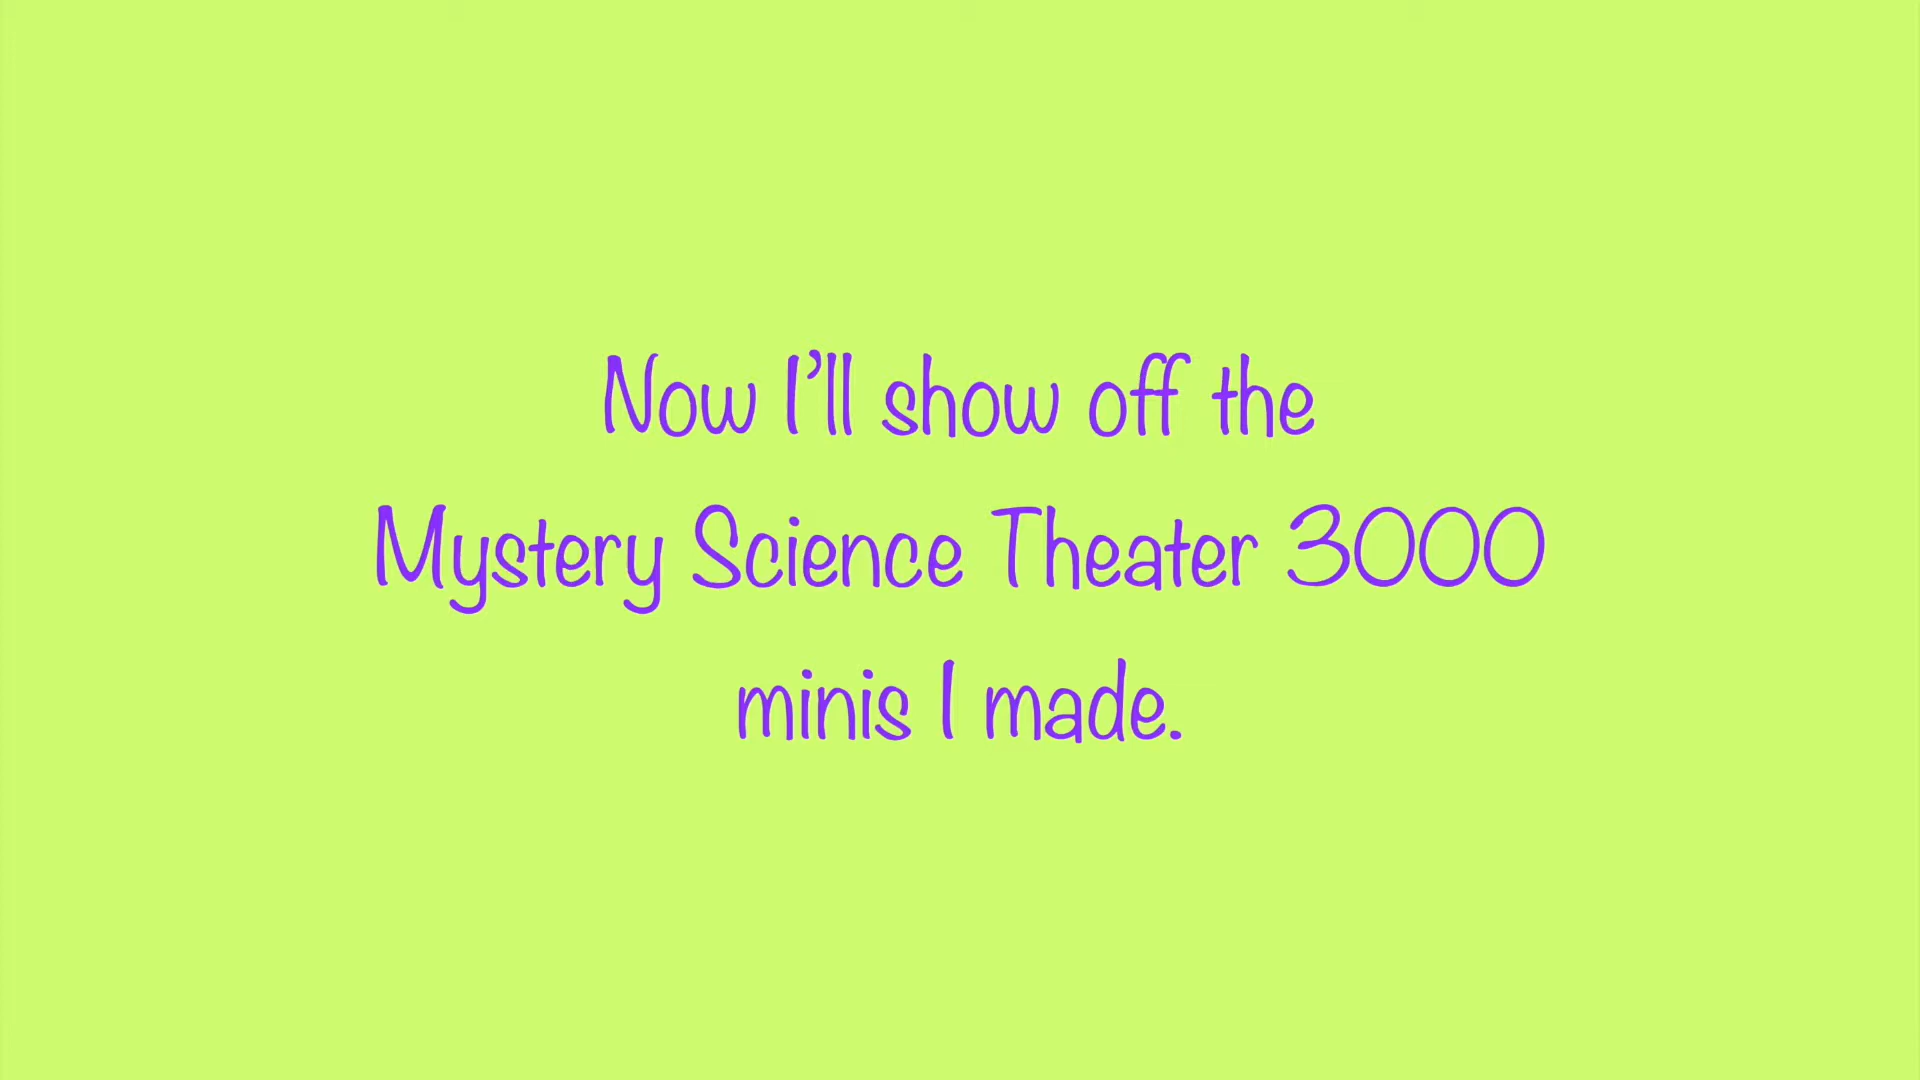 Now I’ll show off the
Mystery Science Theater 3000
minis I made.